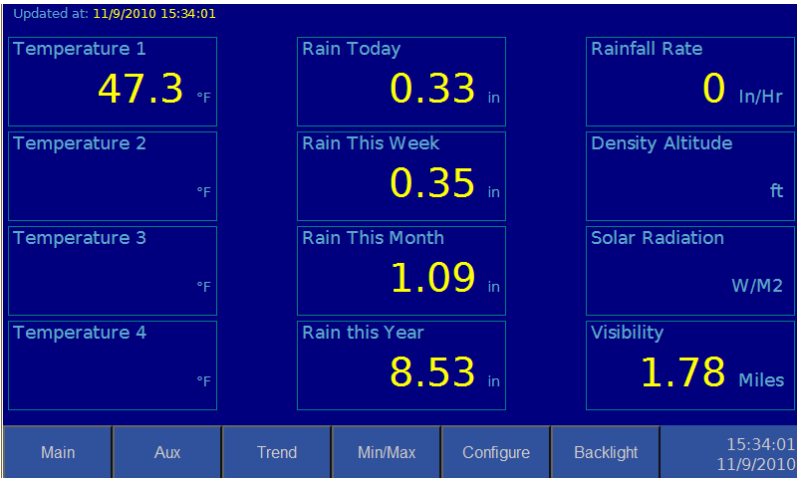 Updated at: 11/9/2010 15:34:01
Temperature 1
47.3 °F
Rain Today
0.33 in
Rainfall Rate
0 In/Hr
Temperature 2
°F
Rain This Week
0.35 in
Density Altitude
ft
Temperature 3
°F
Rain This Month
1.09 in
Solar Radiation
W/M2
Temperature 4
°F
Rain this Year
8.53 in
Visibility
1.78 Miles
Main Aux Trend Min/Max Configure Backlight
15:34:01
11/9/2010